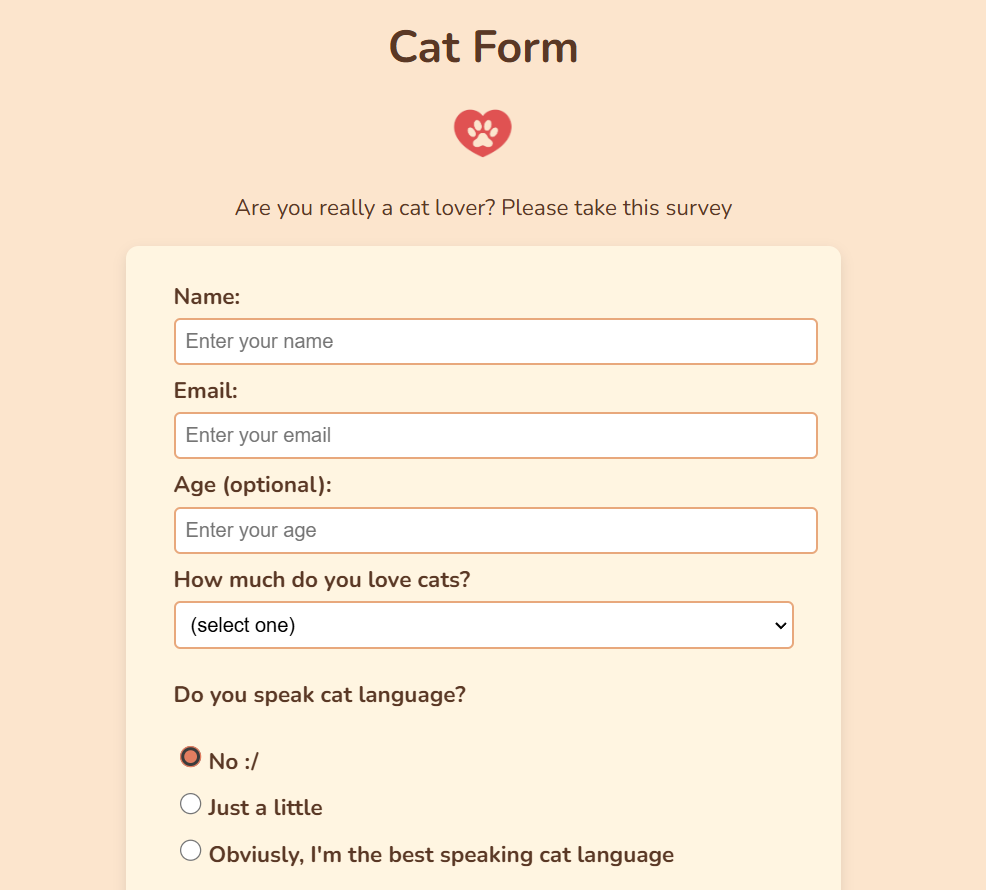 Cat Form
Are you really a cat lover? Please take this survey
Name:
Enter your name
Email:
Enter your email
Age (optional):
Enter your age
How much do you love cats?
(select one)
Do you speak cat language?
No :/
Just a little
Obviusly, I'm the best speaking cat language